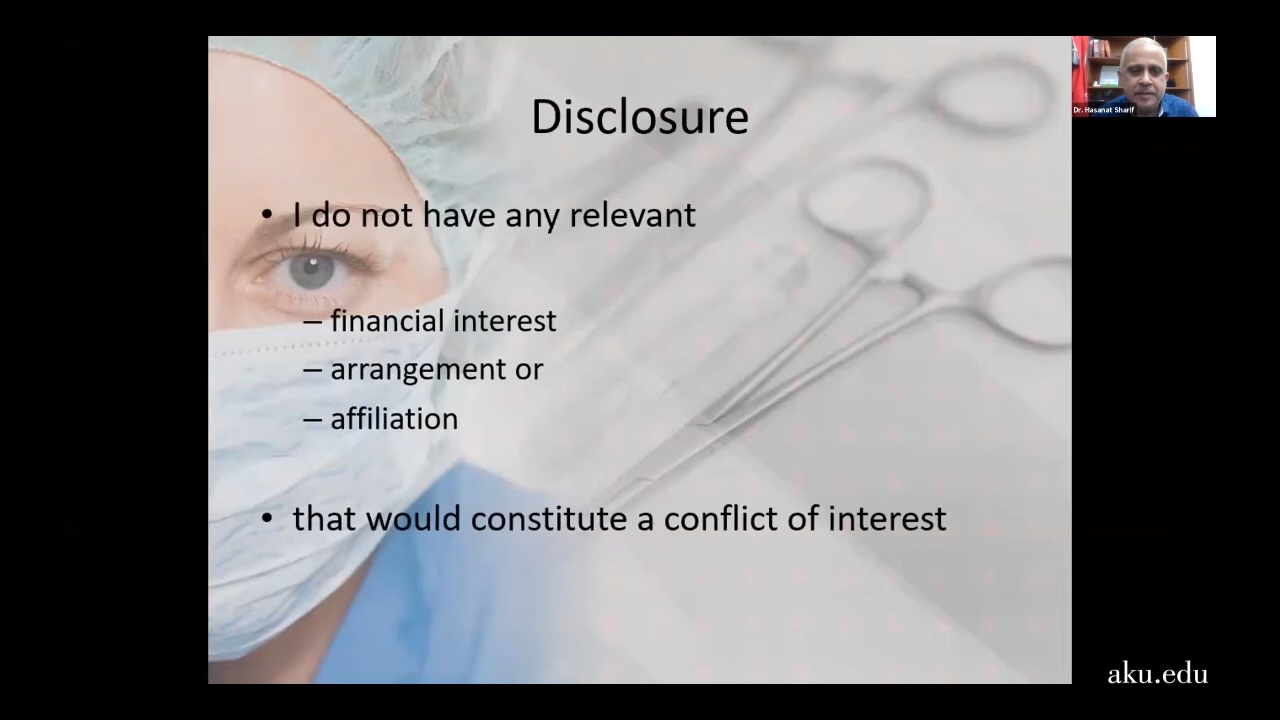 Disclosure
• I do not have any relevant
– financial interest
– arrangement or
– affiliation
• that would constitute a conflict of interest
Dr. Hasanat Sharif
aku.edu